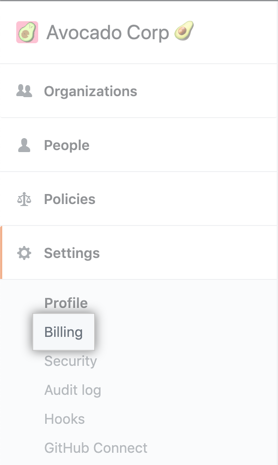 Avocado Corp
Organizations
People
Policies
Settings
Profile
Billing
Security
Audit log
Hooks
GitHub Connect